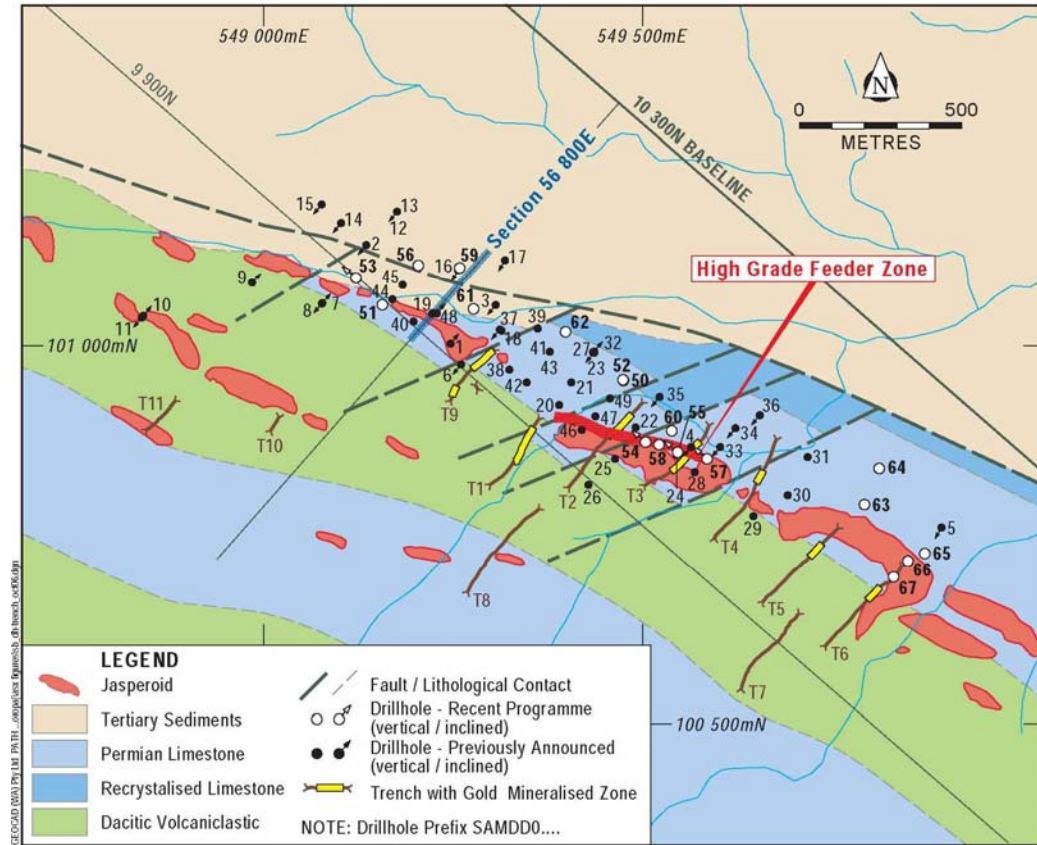 549 000mE
549 500mE
N
0 500
METRES
9 900N
10 300N BASELINE
Section 56 800E
High Grade Feeder Zone
101 000mN
100 500mN
15
14
13
12
2
53
56
16
59
17
9
8
7
45
44
51
40
19
48
61
3
10
11
1
6
37
18
39
62
41
43
27
32
23
38
42
21
52
50
20
47
49
35
46
22
60
55
4
36
34
33
54
58
57
25
26
24
28
31
64
30
63
29
5
65
66
67
T11
T10
T9
T1
T2
T3
T4
T8
T5
T6
T7
LEGEND
Jasperoid
Tertiary Sediments
Permian Limestone
Recrystalised Limestone
Dacitic Volcaniclastic
Fault / Lithological Contact
Drillhole - Recent Programme
(vertical / inclined)
Drillhole - Previously Announced
(vertical / inclined)
Trench with Gold Mineralised Zone
NOTE: Drillhole Prefix SAMDD0....
GEOCAD (WA) Pty Ltd PATH